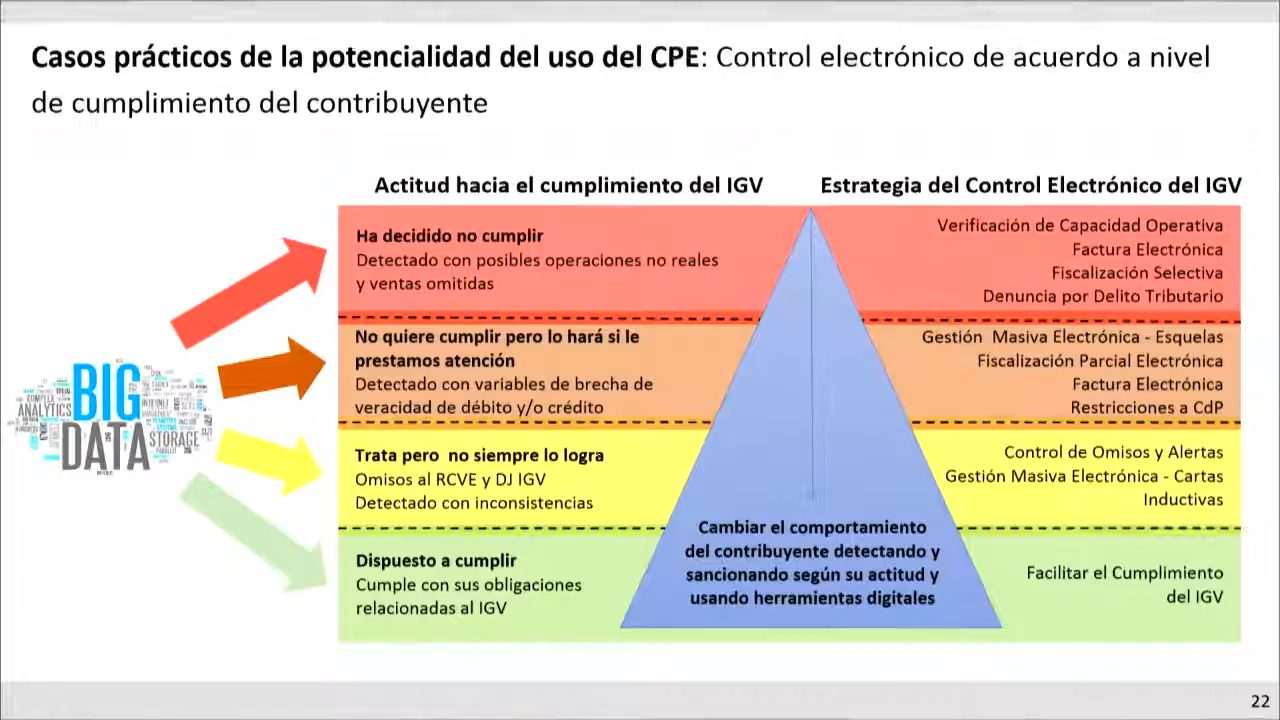 Casos prácticos de la potencialidad del uso del CPE: Control electrónico de acuerdo a nivel
de cumplimiento del contribuyente
Actitud hacia el cumplimiento del IGV
Estrategia del Control Electrónico del IGV
Ha decidido no cumplir
Detectado con posibles operaciones no reales
y ventas omitidas
Verificación de Capacidad Operativa
Factura Electrónica
Fiscalización Selectiva
Denuncia por Delito Tributario
No quiere cumplir pero lo hará si le
prestamos atención
Detectado con variables de brecha de
veracidad de débito y/o crédito
Gestión Masiva Electrónica - Esquelas
Fiscalización Parcial Electrónica
Factura Electrónica
Restricciones a CdP
BIG
DATA
COMPLEX
ANALYTICS
INTERNET
STORAGE
Trata pero no siempre lo logra
Omisos al RCVE y DJ IGV
Detectado con inconsistencias
Control de Omisos y Alertas
Gestión Masiva Electrónica - Cartas
Inductivas
Dispuesto a cumplir
Cumple con sus obligaciones
relacionadas al IGV
Cambiar el comportamiento
del contribuyente detectando y
sancionando según su actitud y
usando herramientas digitales
Facilitar el Cumplimiento
del IGV
22